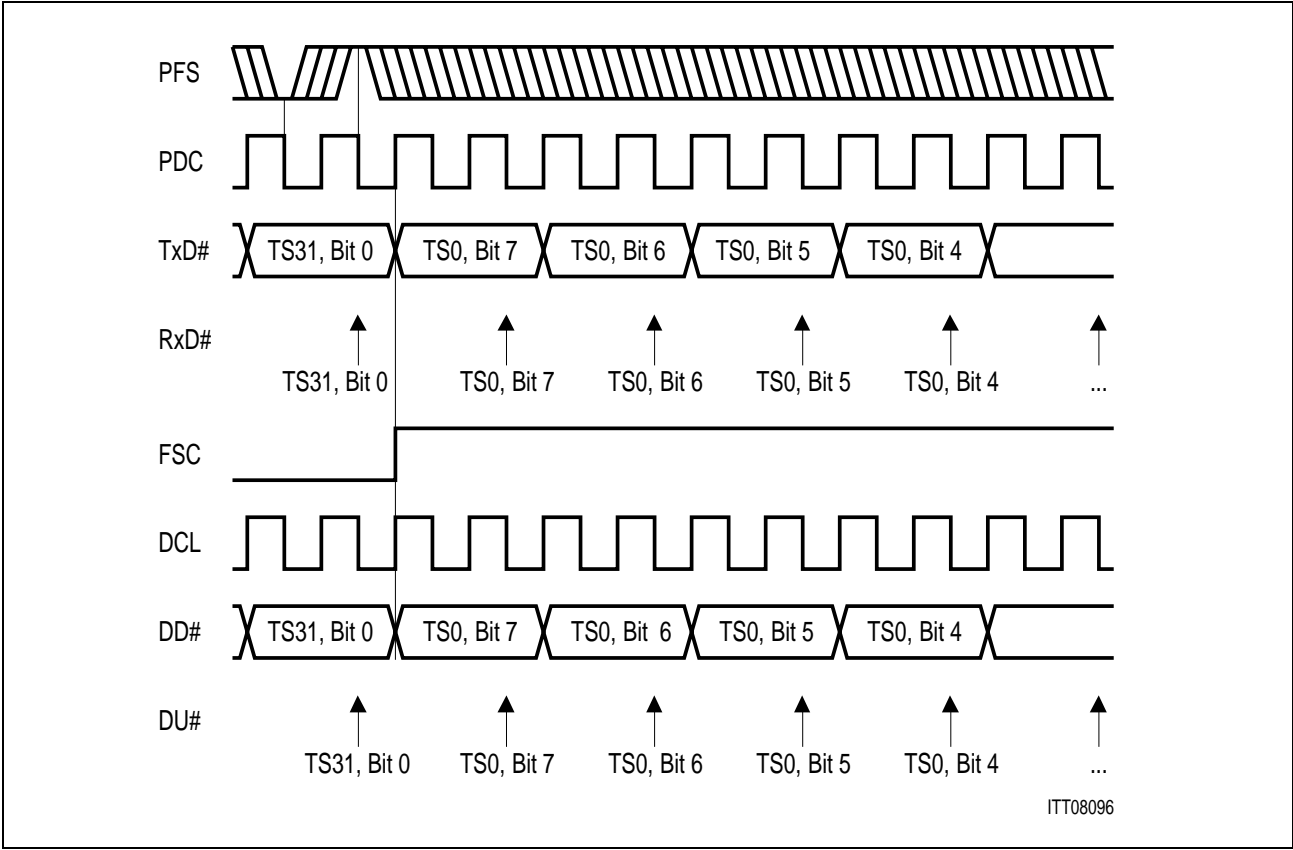 PFS
PDC
TxD# TS31, Bit 0 TS0, Bit 7 TS0, Bit 6 TS0, Bit 5 TS0, Bit 4
RxD#
TS31, Bit 0 TS0, Bit 7 TS0, Bit 6 TS0, Bit 5 TS0, Bit 4 ...
FSC
DCL
DD# TS31, Bit 0 TS0, Bit 7 TS0, Bit 6 TS0, Bit 5 TS0, Bit 4
DU#
TS31, Bit 0 TS0, Bit 7 TS0, Bit 6 TS0, Bit 5 TS0, Bit 4 ...
ITT08096